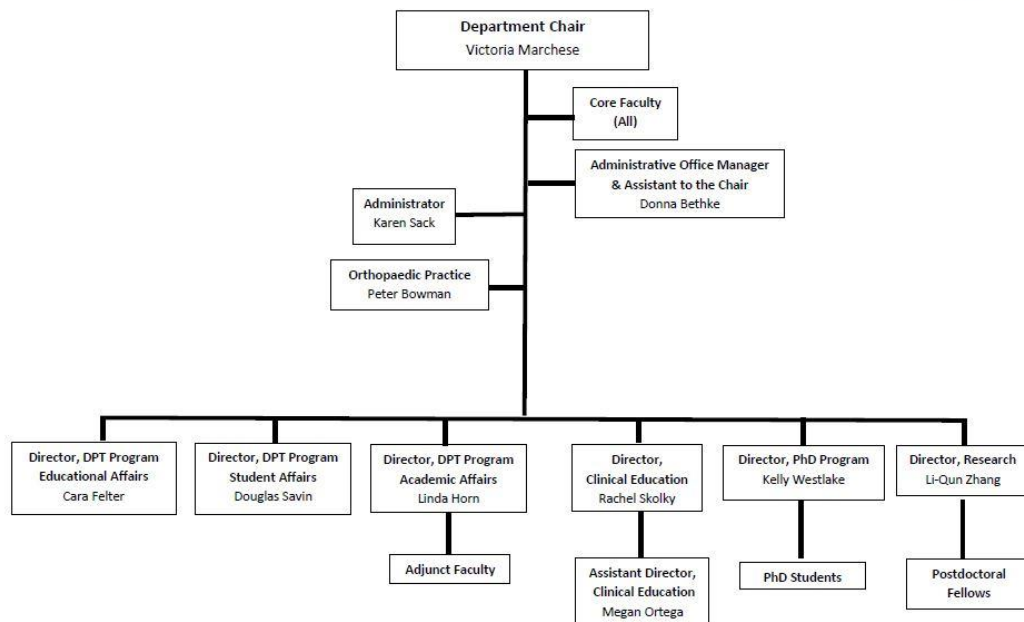 Department Chair
Victoria Marchese
Core Faculty
(All)
Administrative Office Manager
& Assistant to the Chair
Donna Bethke
Administrator
Karen Sack
Orthopaedic Practice
Peter Bowman
Director, DPT Program
Educational Affairs
Cara Felter
Director, DPT Program
Student Affairs
Douglas Savin
Director, DPT Program
Academic Affairs
Linda Horn
Director,
Clinical Education
Rachel Skolky
Director, PhD Program
Kelly Westlake
Director, Research
Li-Qun Zhang
Adjunct Faculty
Assistant Director,
Clinical Education
Megan Ortega
PhD Students
Postdoctoral
Fellows